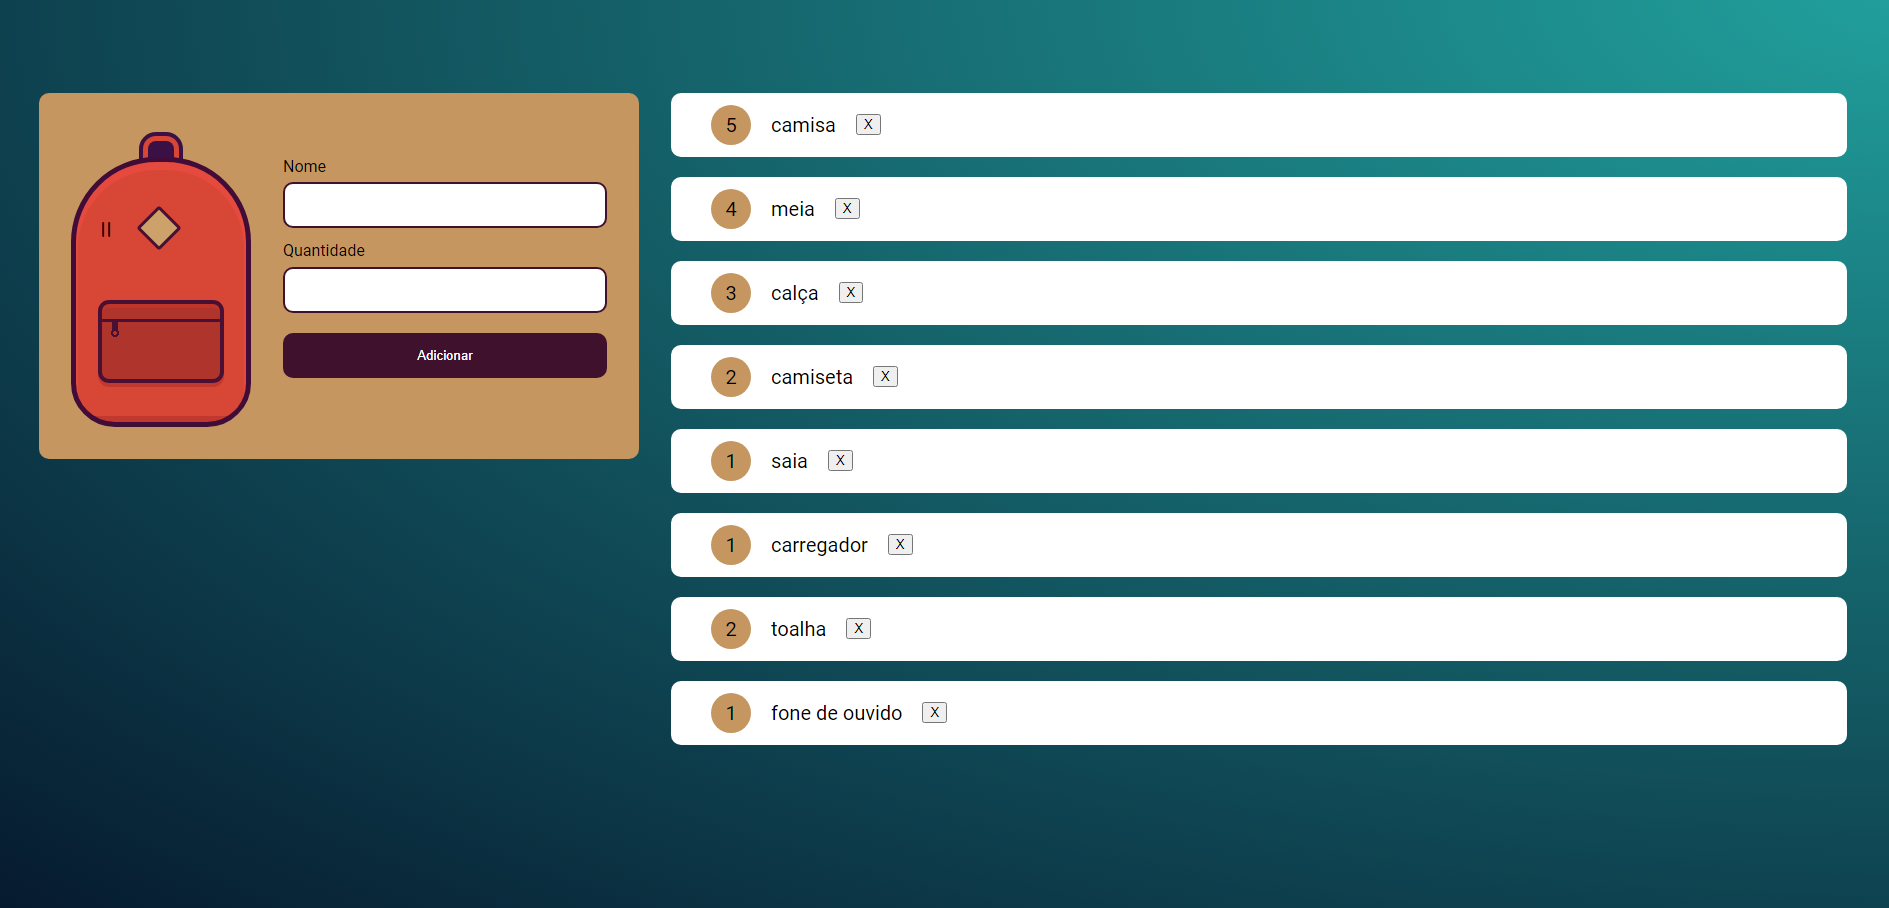 Nome
Quantidade
Adicionar
5 camisa X
4 meia X
3 calça X
2 camiseta X
1 saia X
1 carregador X
2 toalha X
1 fone de ouvido X